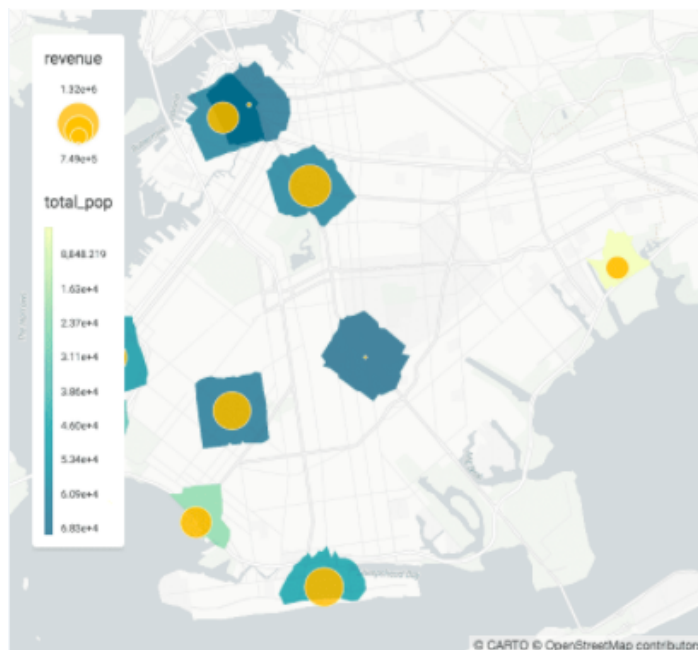 revenue
1.32e+6
7.49e+5
total_pop
8,848.219
1.63e+4
2.37e+4
3.11e+4
3.86e+4
4.60e+4
5.34e+4
6.09e+4
6.83e+4
© CARTO © OpenStreetMap contributors